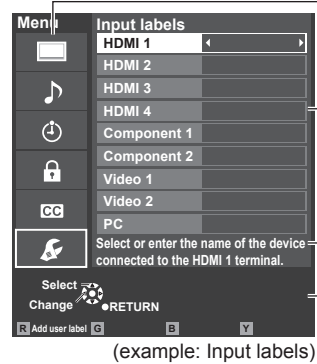 Menu
Input labels
HDMI 1
HDMI 2
HDMI 3
HDMI 4
Component 1
Component 2
Video 1
Video 2
PC
CC
Select or enter the name of the device
connected to the HDMI 1 terminal.
Select
Change
RETURN
R Add user label G B Y
(example: Input labels)